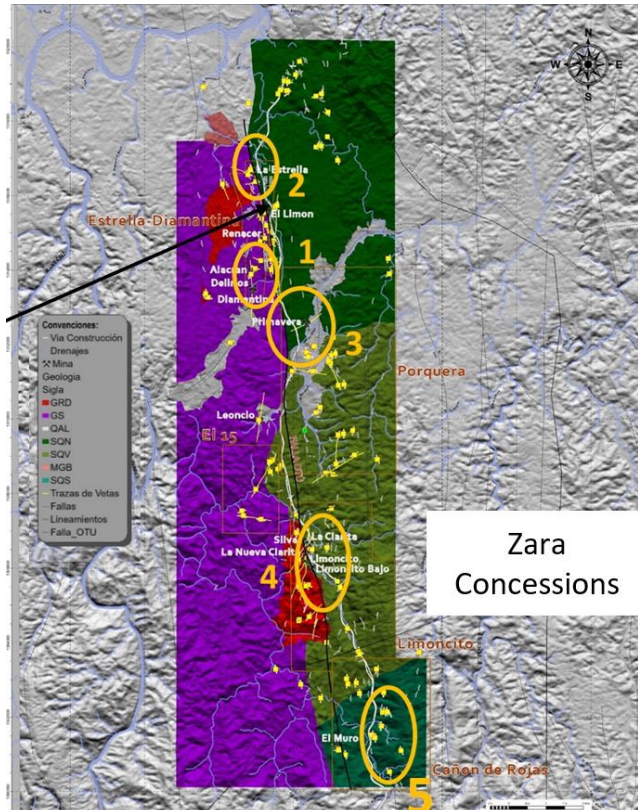 N
W
E
S
La Estrella
2
Estrella-Diamantina
El Limon
Renacer
1
Alacran
Delirios
Diamantina
Primavera
3
Convenciones:
Via Construcción
Drenajes
Mina
Geologia
Sigla
GRD
GS
QAL
SQN
SQV
MGB
SQS
Trazas de Vetas
Fallas
Lineamientos
Falla_OTU
Porquera
Leoncio
El 15
Zara
Concessions
Silva
La Clarita
La Nueva Clarit
Limoncito
Limoncito Bajo
4
Limoncito
El Muro
Cañon de Rojas
5